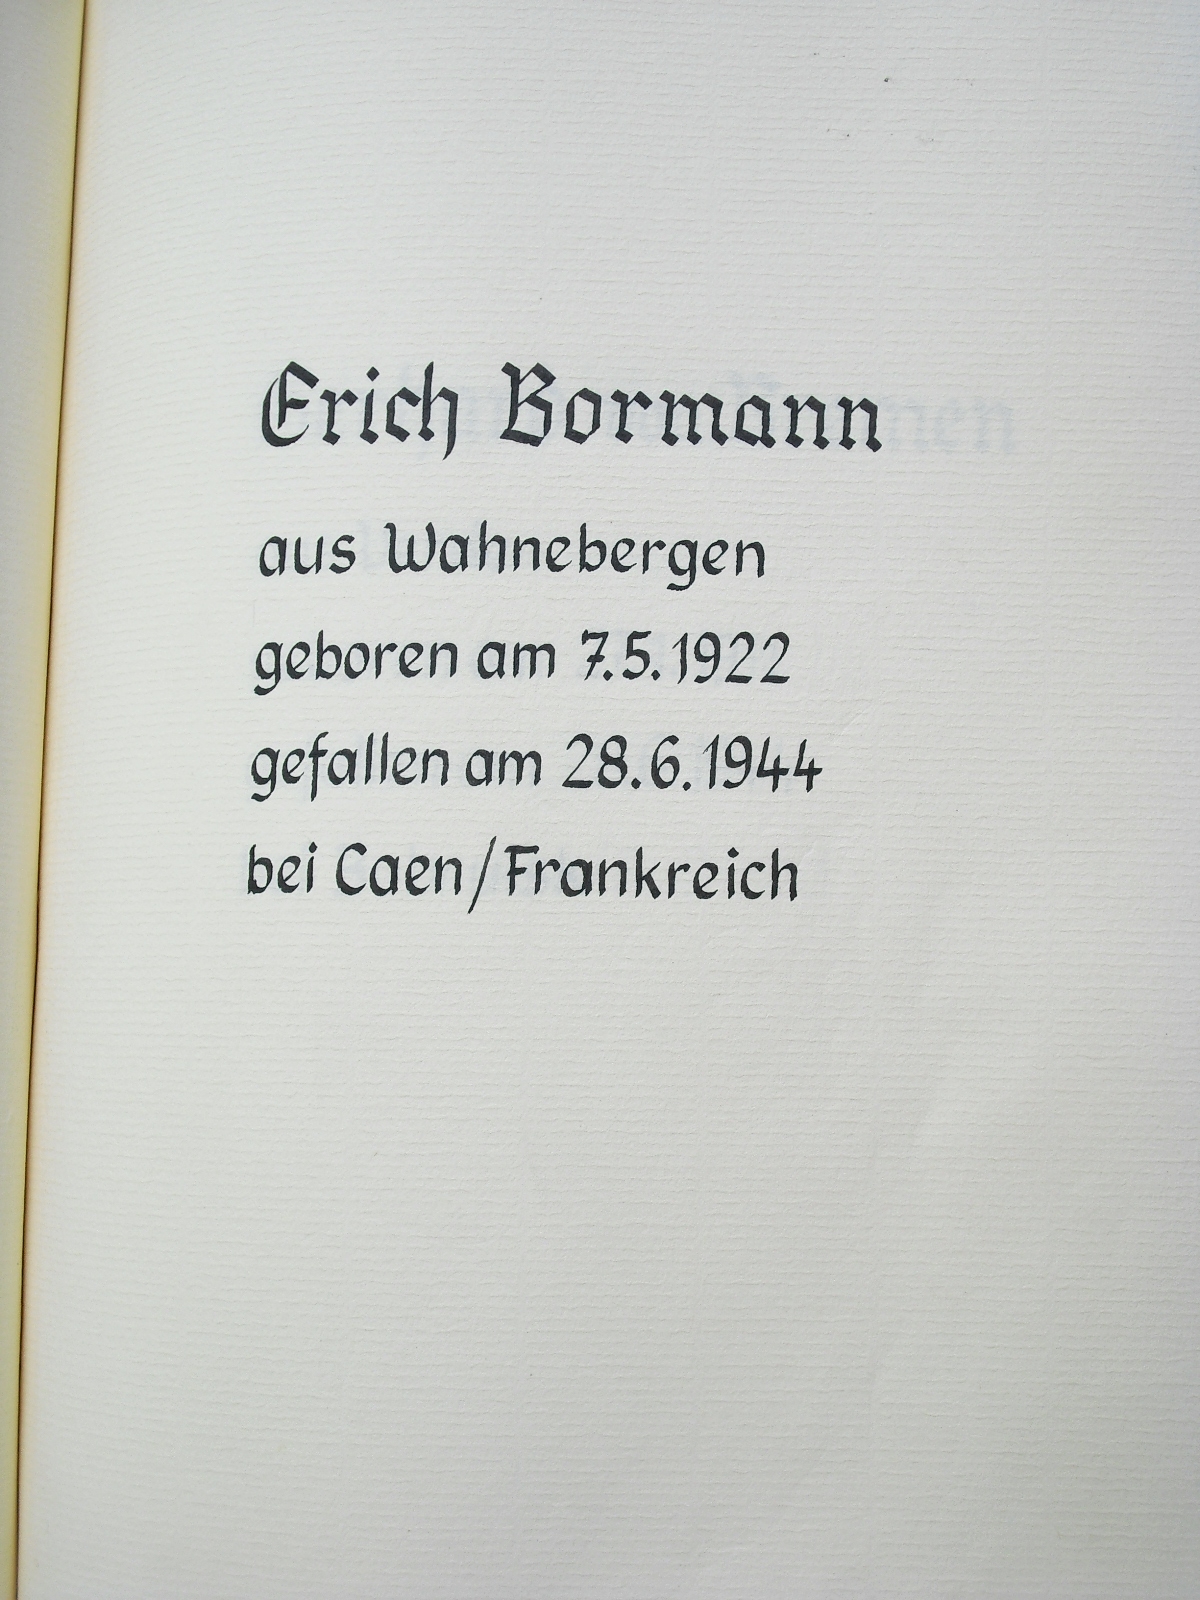 Erich Bormann
aus Wahnebergen
geboren am 7.5.1922
gefallen am 28.6.1944
bei Caen/Frankreich